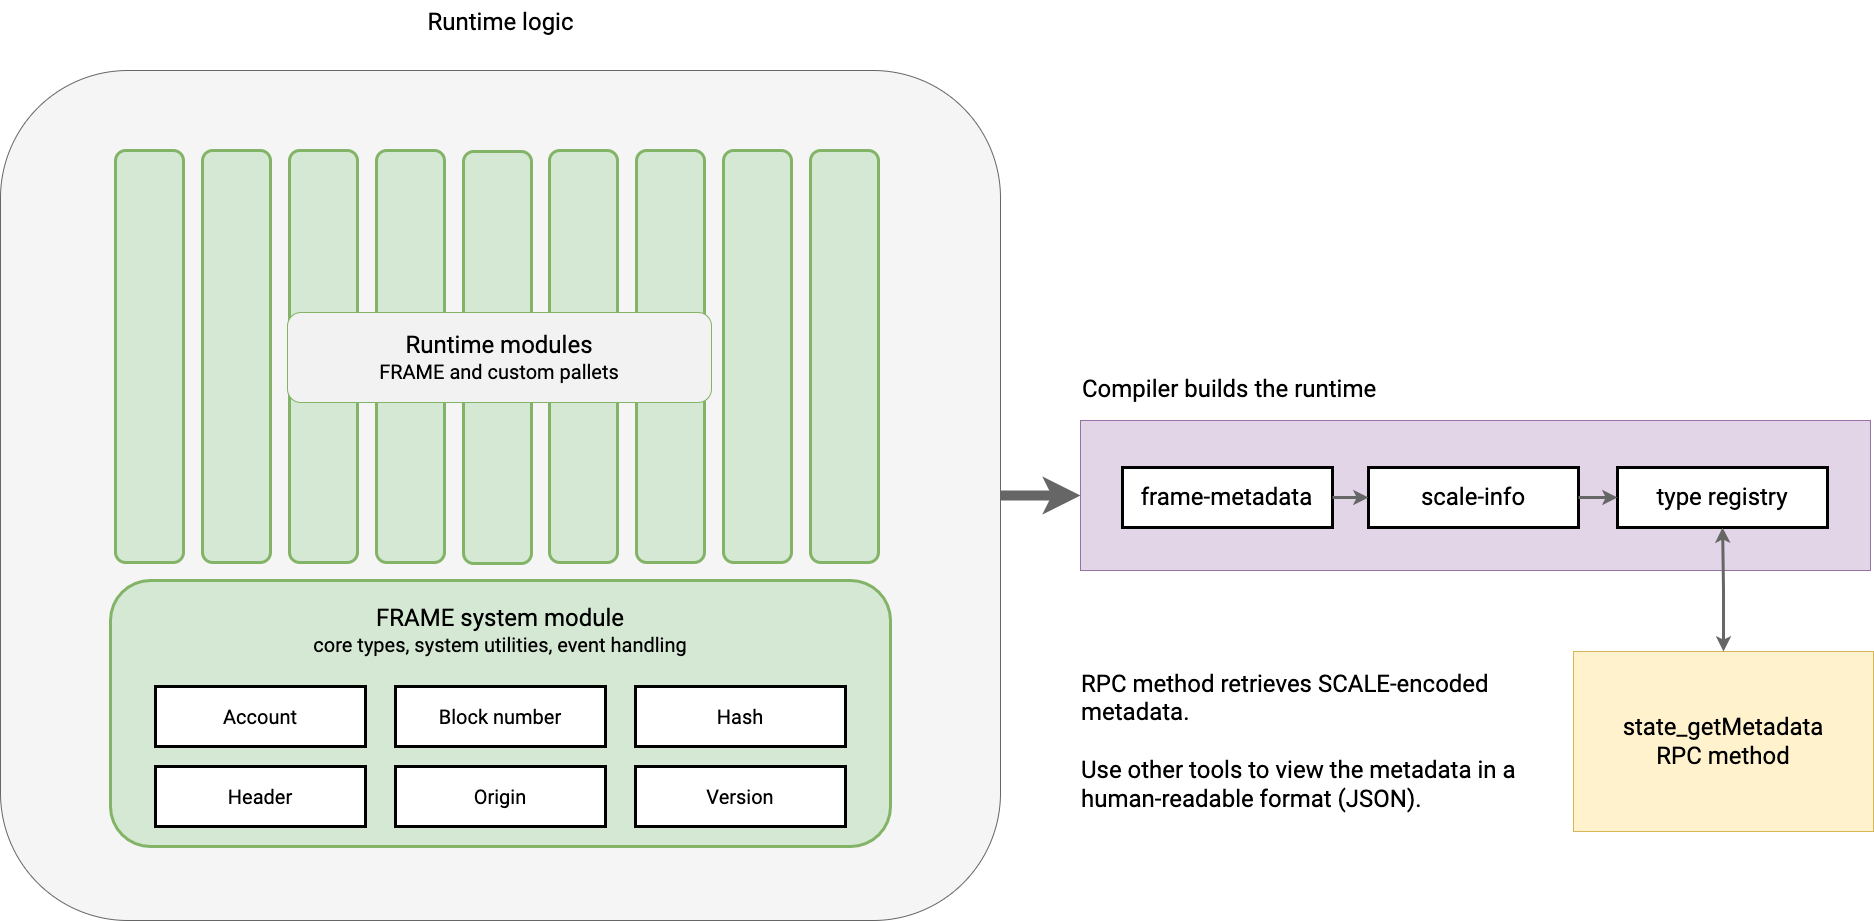 Runtime logic
Runtime modules
FRAME and custom pallets
FRAME system module
core types, system utilities, event handling
Account
Block number
Hash
Header
Origin
Version
Compiler builds the runtime
frame-metadata
scale-info
type registry
RPC method retrieves SCALE-encoded
metadata.
Use other tools to view the metadata in a
human-readable format (JSON).
state_getMetadata
RPC method